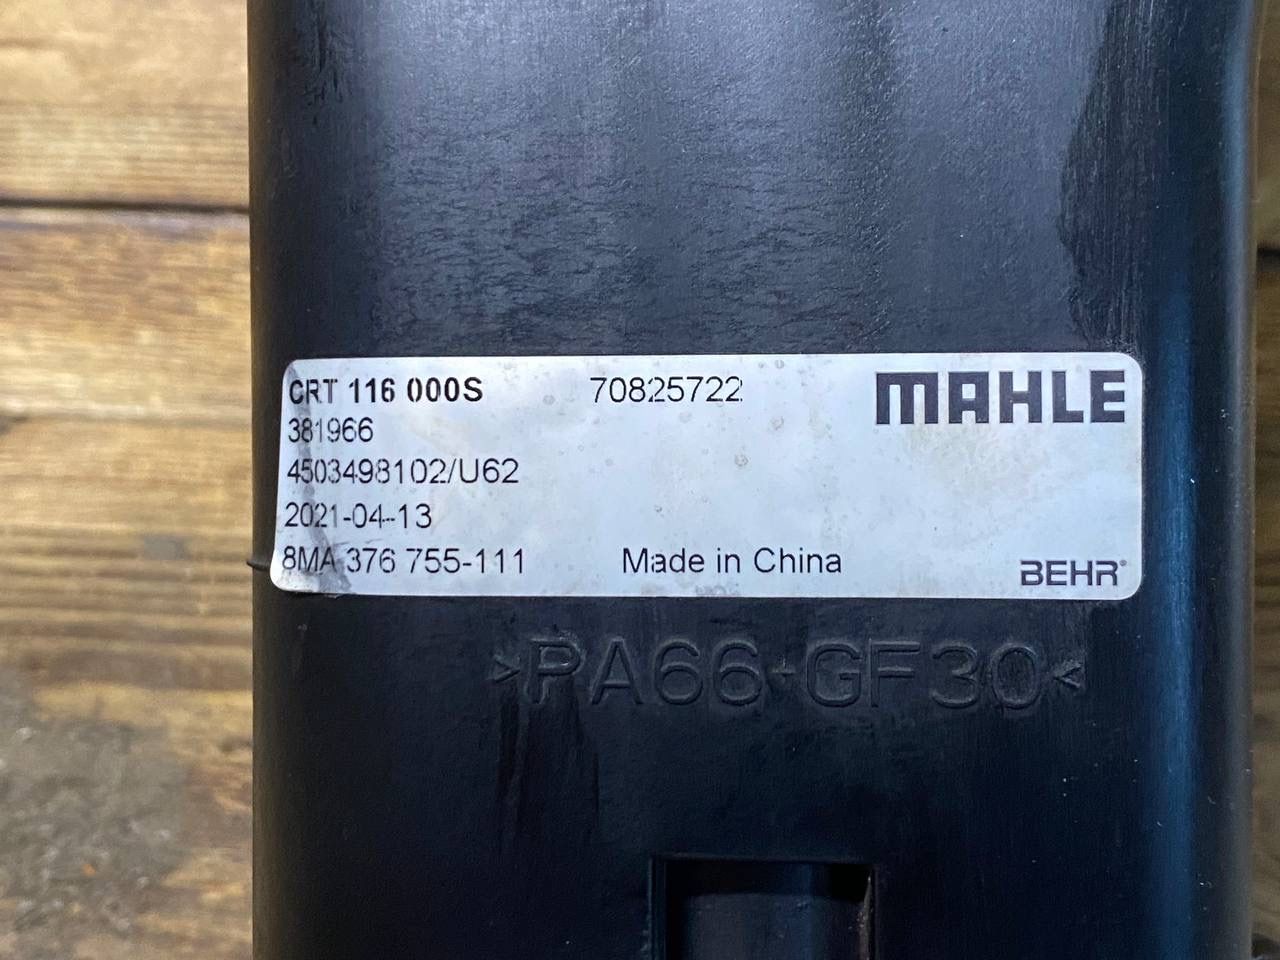 CRT 116 000S 70825722 MAHLE
381966
4503498102/U62
2021-04-13
8MA 376 755-111 Made in China BEHR®
>PA66+GF30<